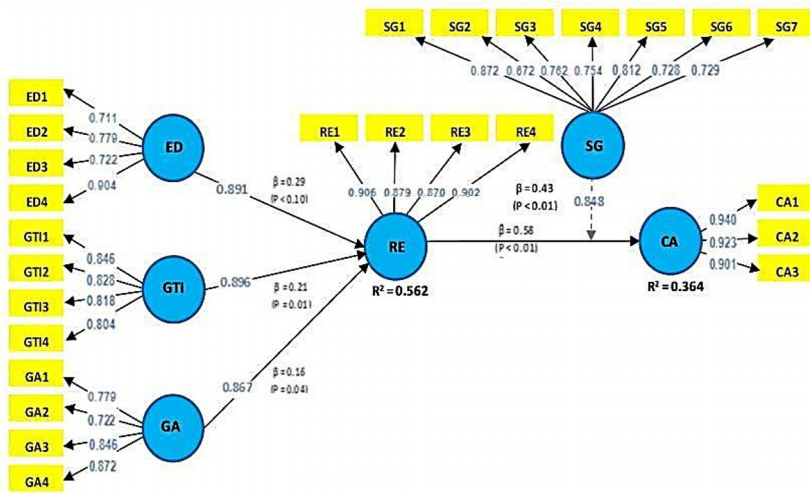 SG1 SG2 SG3 SG4 SG5 SG6 SG7
0.872 0.672 0.762 0.754 0.812 0.728 0.729
SG
ED1
ED2
ED3
ED4
0.711
0.779
0.722
0.904
ED
0.891
β=0.29
(P<0.10)
RE1 RE2 RE3 RE4
0.906 0.879 0.870 0.902
RE
R² = 0.562
β=0.43
(P<0.01)
0.848
β=0.58
(P<0.01)
CA
R² = 0.364
0.940
0.923
0.901
CA1
CA2
CA3
GTI1
GTI2
GTI3
GTI4
0.846
0.828
0.818
0.804
GTI
0.896
β=0.21
(P=0.01)
GA1
GA2
GA3
GA4
0.779
0.722
0.846
0.872
GA
0.867
β=0.16
(P=0.04)